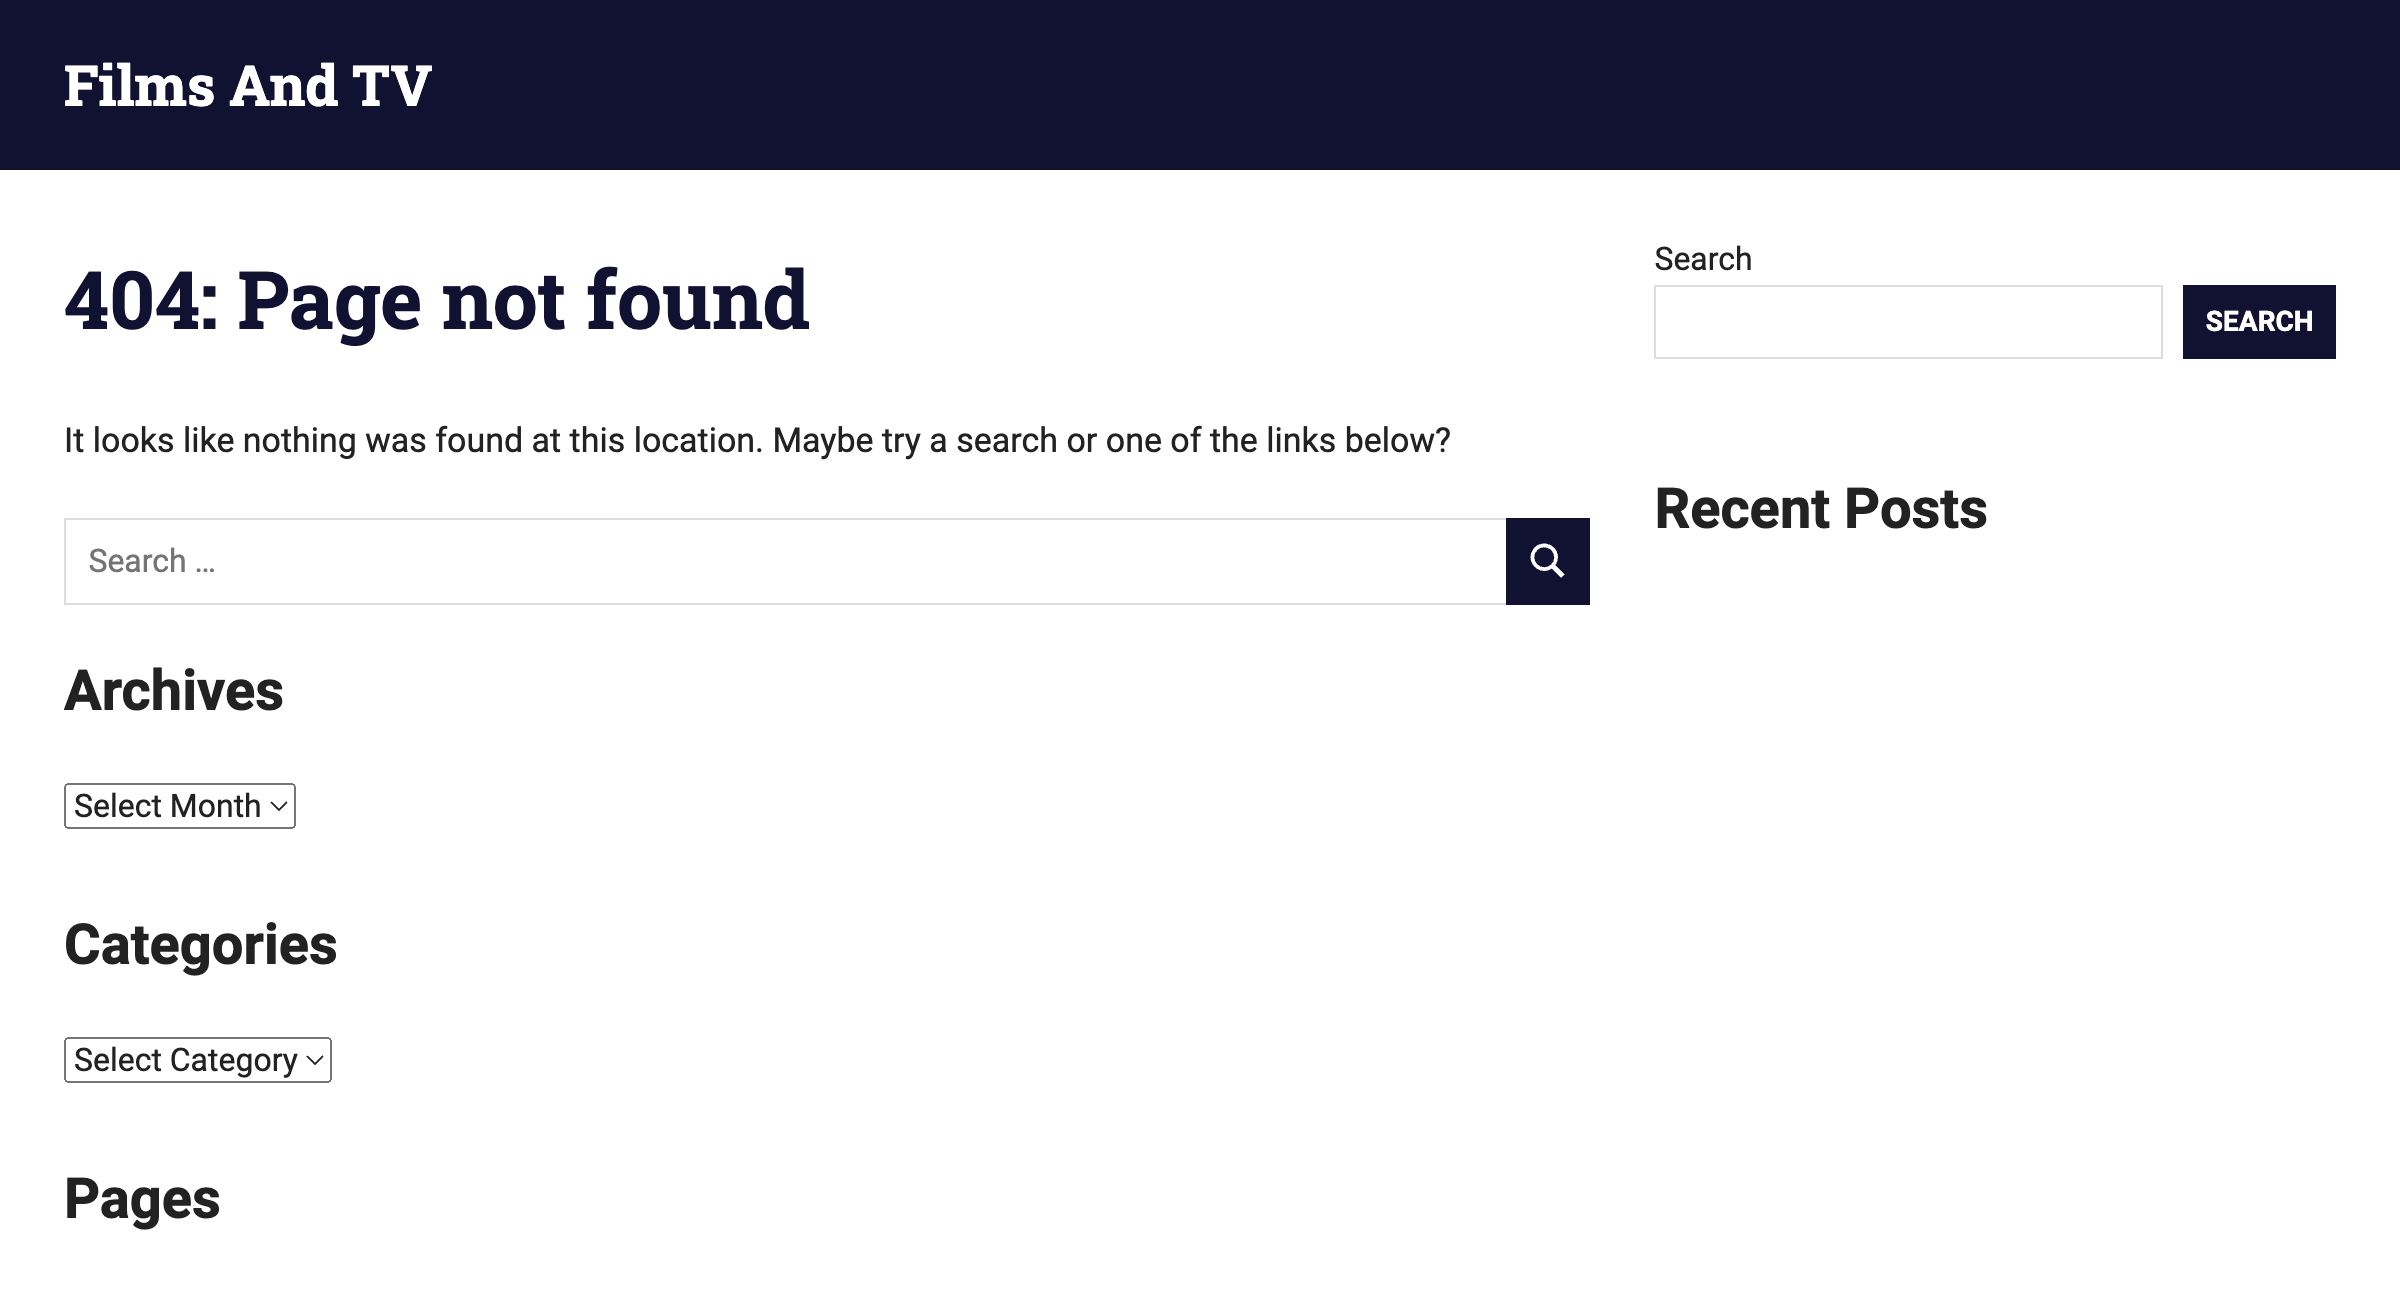 Films And TV
404: Page not found
It looks like nothing was found at this location. Maybe try a search or one of the links below?
Search …
Archives
Select Month
Categories
Select Category
Pages
Search
SEARCH
Recent Posts